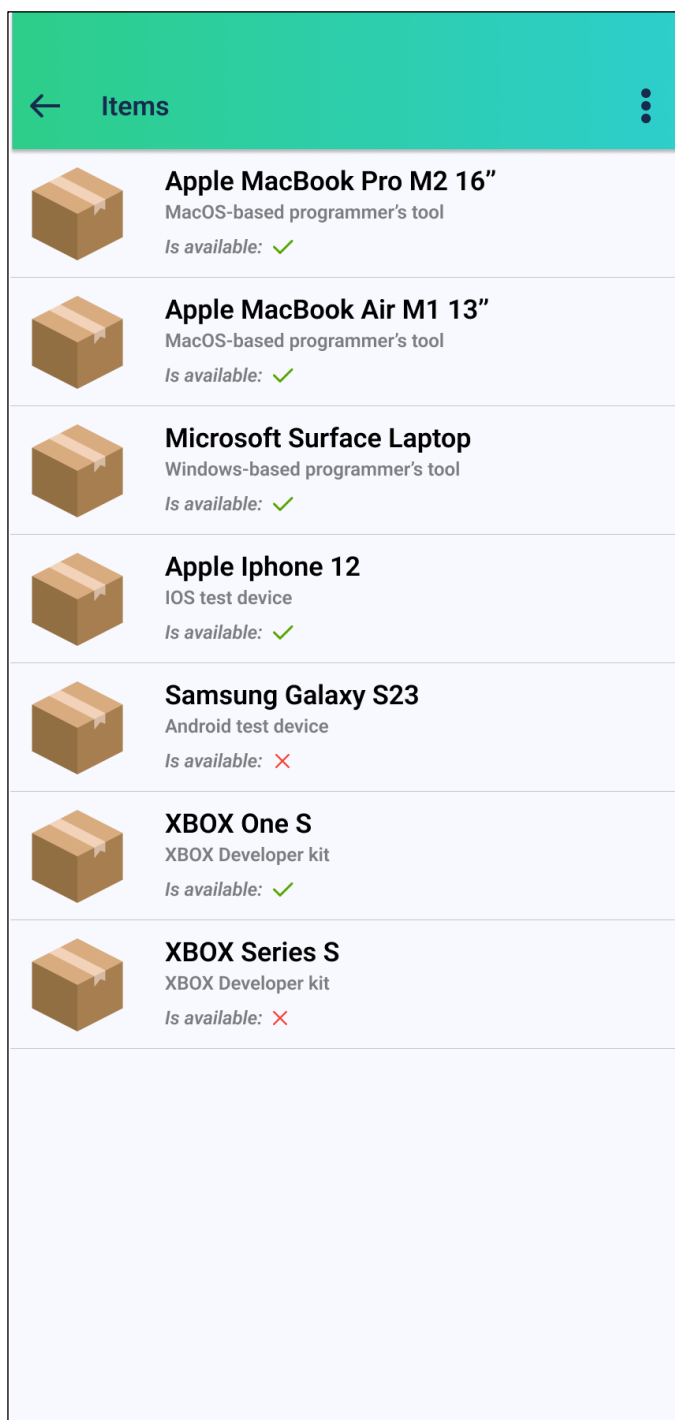 Items
Apple MacBook Pro M2 16”
MacOS-based programmer’s tool
Is available:
Apple MacBook Air M1 13”
MacOS-based programmer’s tool
Is available:
Microsoft Surface Laptop
Windows-based programmer’s tool
Is available:
Apple Iphone 12
IOS test device
Is available:
Samsung Galaxy S23
Android test device
Is available:
XBOX One S
XBOX Developer kit
Is available:
XBOX Series S
XBOX Developer kit
Is available: